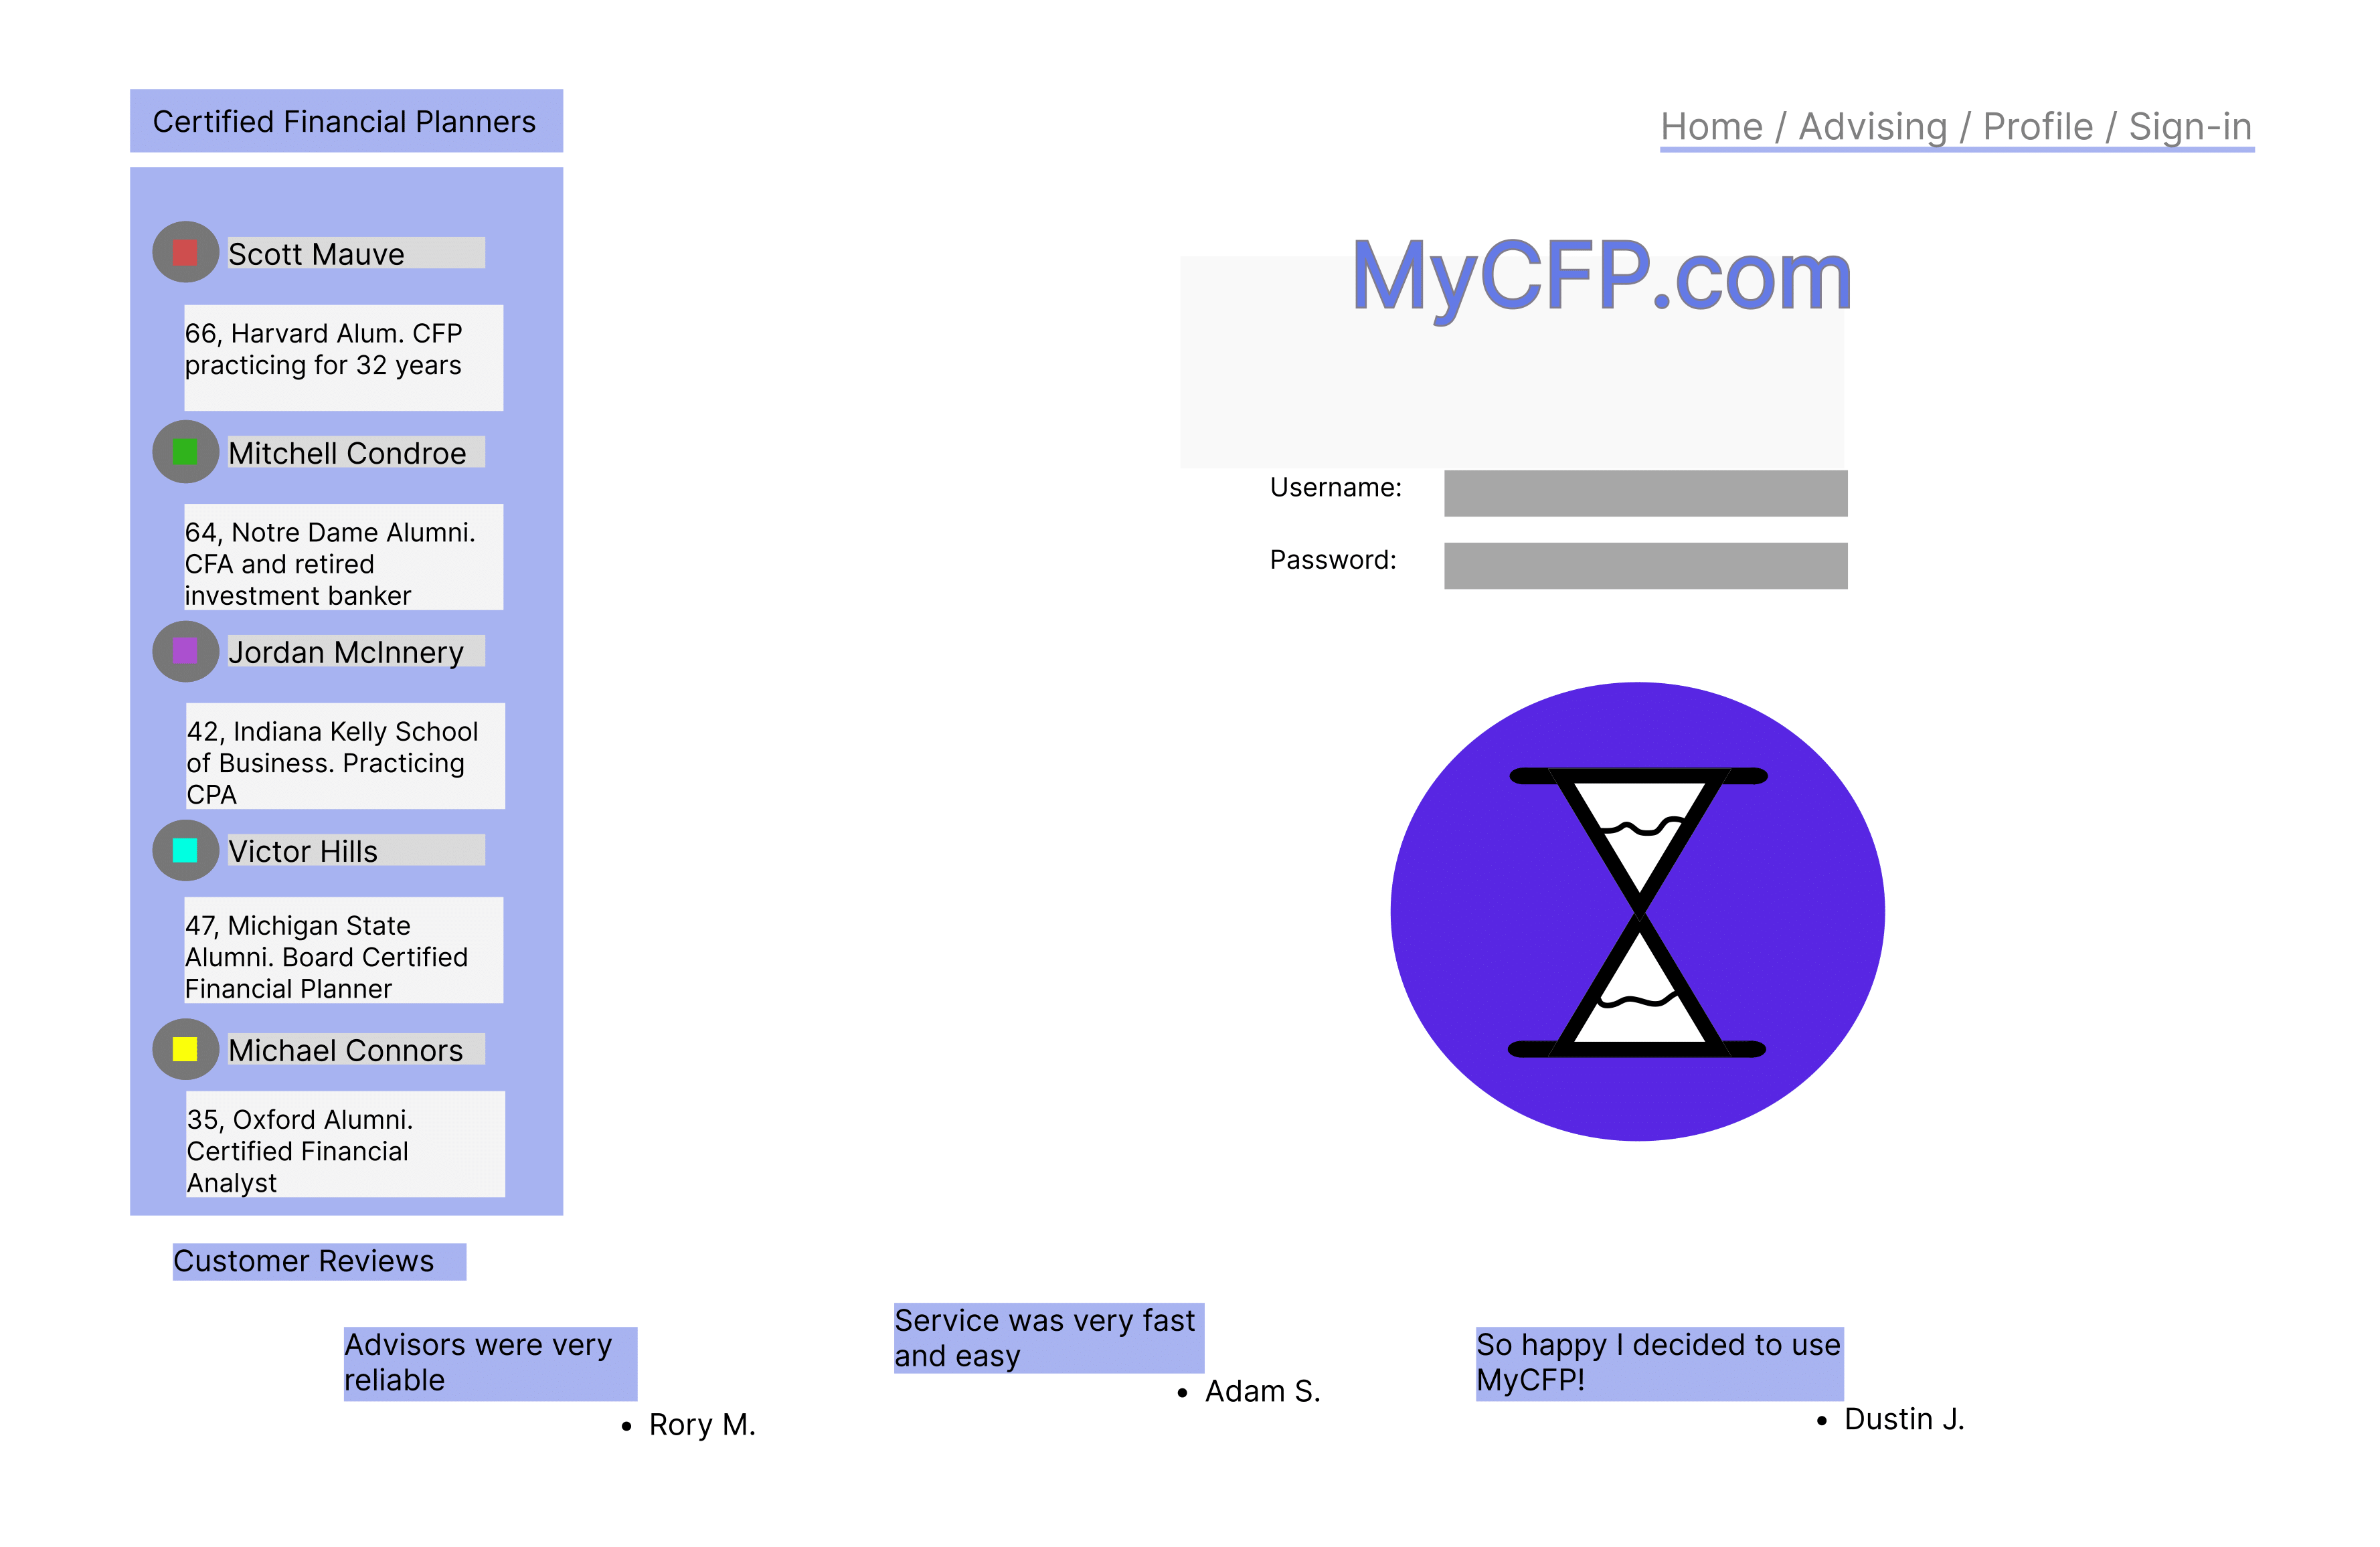 Certified Financial Planners
Home / Advising / Profile / Sign-in
MyCFP.com
Scott Mauve
66, Harvard Alum. CFP
practicing for 32 years
Mitchell Condroe
64, Notre Dame Alumni.
CFA and retired
investment banker
Jordan McInnery
42, Indiana Kelly School
of Business. Practicing
CPA
Victor Hills
47, Michigan State
Alumni. Board Certified
Financial Planner
Michael Connors
35, Oxford Alumni.
Certified Financial
Analyst
Username:
Password:
Customer Reviews
Advisors were very
reliable
• Rory M.
Service was very fast
and easy
• Adam S.
So happy I decided to use
MyCFP!
• Dustin J.